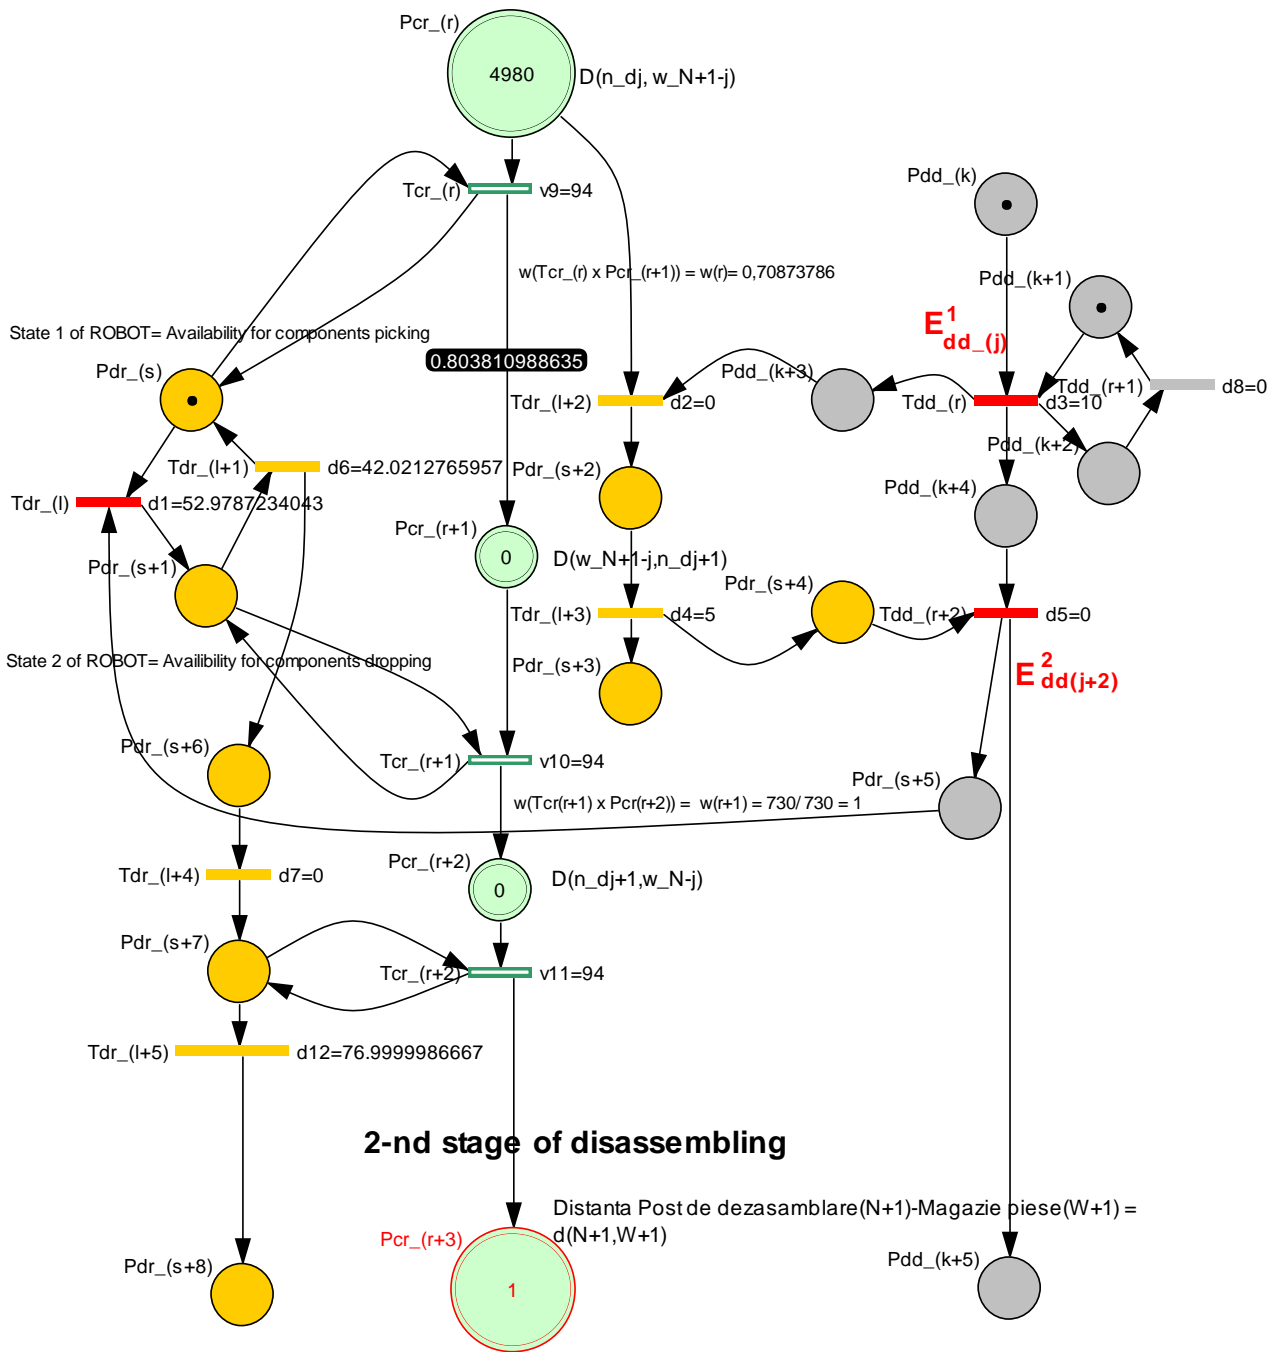 Pcr_(r)
4980
D(n_dj, w_N+1-j)
Tcr_(r)
v9=94
Pdd_(k)
w(Tcr_(r) x Pcr_(r+1)) = w(r)= 0,70873786
Pdd_(k+1)
E 1 dd_(j)
State 1 of ROBOT= Availability for components picking
0.803810988635
Pdr_(s)
Pdd_(k+3)
Tdd_(r+1)
d8=0
Tdr_(l+2)
d2=0
Tdd_(r)
d3=10
Pdd_(k+2)
Tdr_(l+1)
d6=42.0212765957
Pdr_(s+2)
Pdd_(k+4)
Tdr_(l)
d1=52.9787234043
Pcr_(r+1)
0
D(w_N+1-j,n_dj+1)
Pdr_(s+1)
Pdr_(s+4)
Tdr_(l+3)
d4=5
Tdd_(r+2)
d5=0
State 2 of ROBOT= Availibility for components dropping
Pdr_(s+3)
E 2 dd(j+2)
Pdr_(s+6)
Tcr_(r+1)
v10=94
Pdr_(s+5)
w(Tcr(r+1) x Pcr(r+2)) =  w(r+1) = 730/ 730 = 1
Pcr_(r+2)
0
D(n_dj+1,w_N-j)
Tdr_(l+4)
d7=0
Pdr_(s+7)
Tcr_(r+2)
v11=94
Tdr_(l+5)
d12=76.9999986667
2-nd stage of disassembling
Distanta Post de dezasamblare(N+1)-Magazie piese(W+1) =
d(N+1,W+1)
Pcr_(r+3)
1
Pdr_(s+8)
Pdd_(k+5)